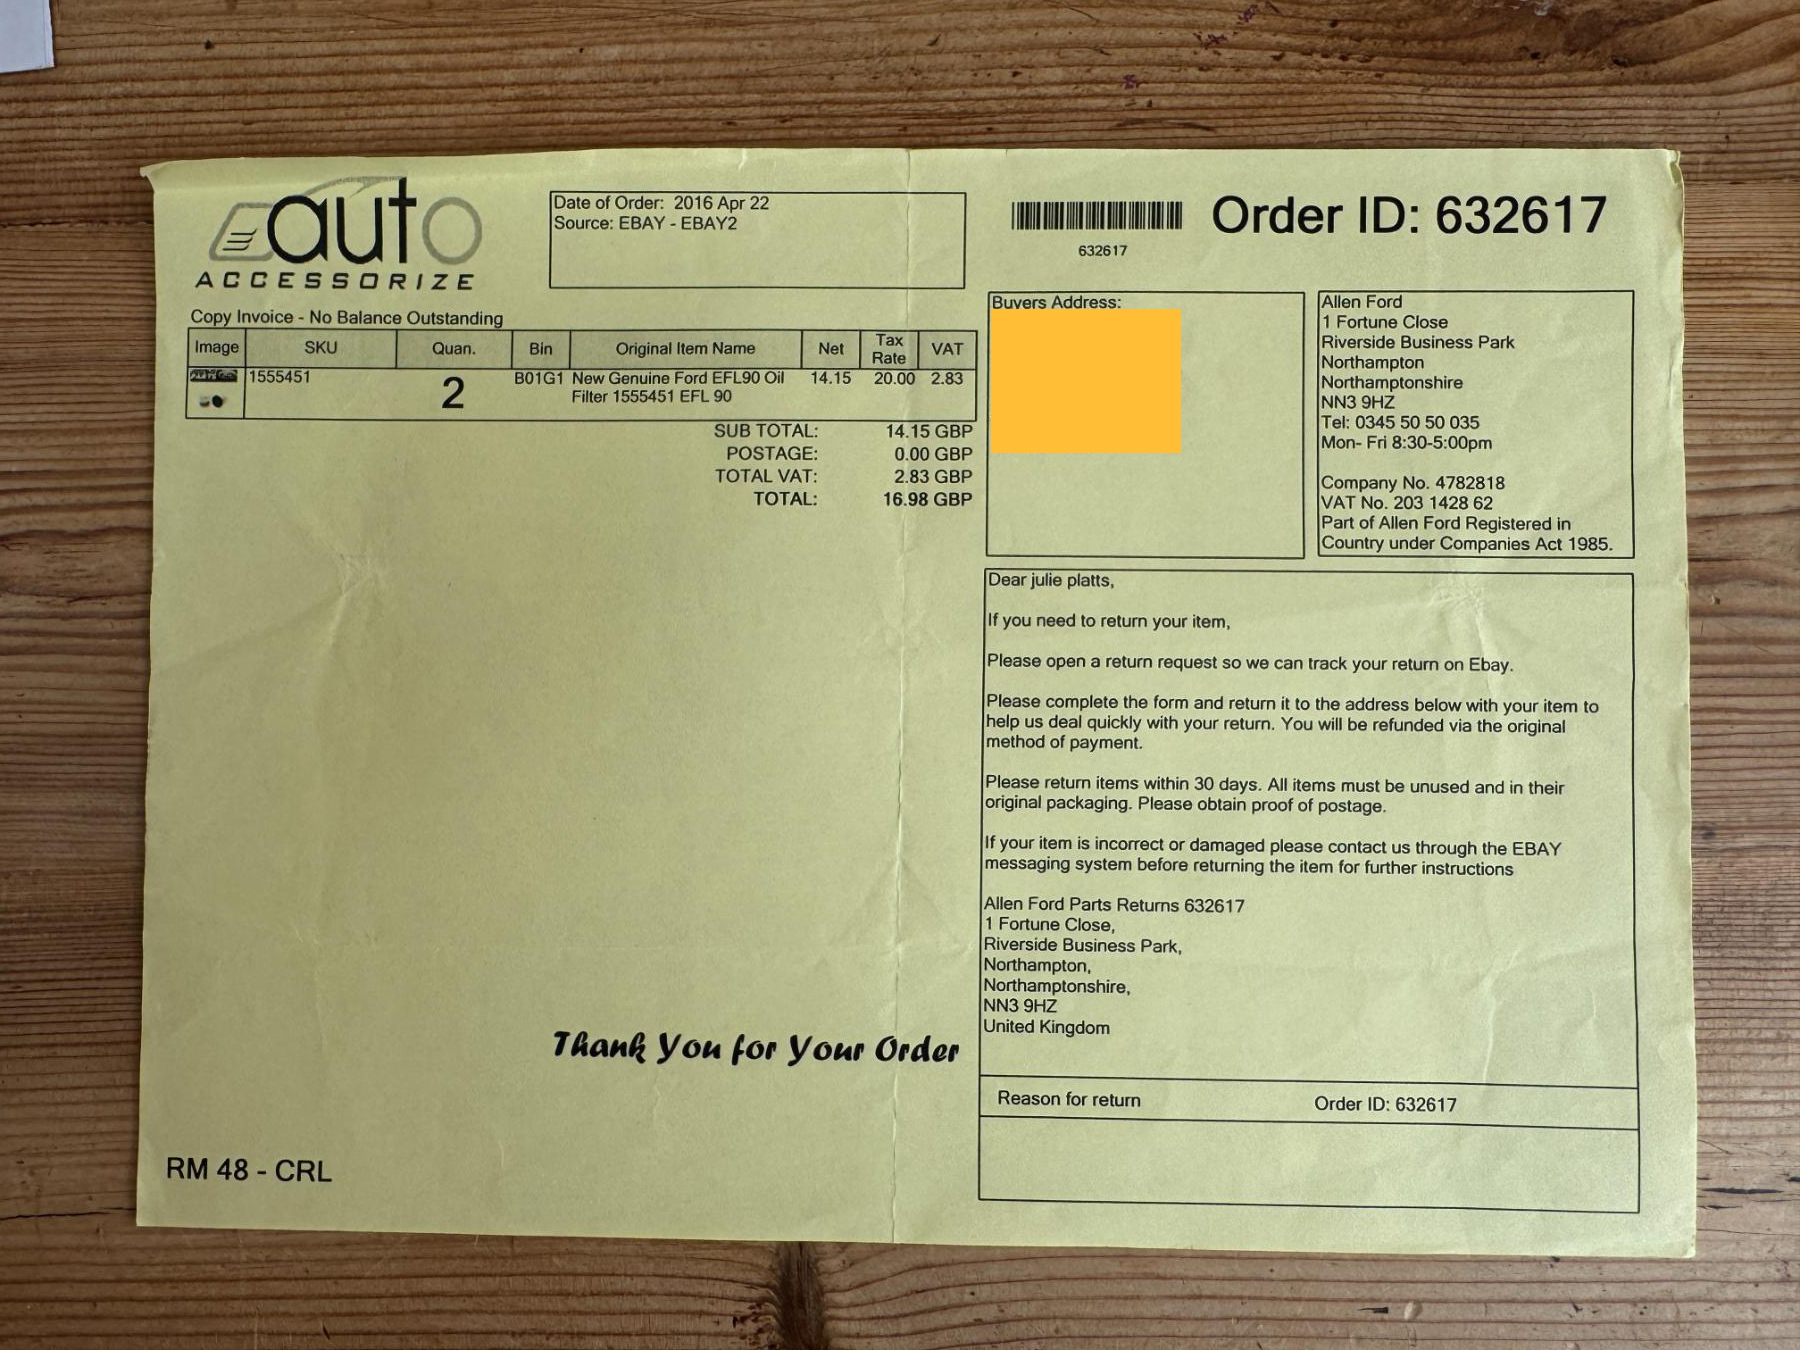 auto
ACCESSORIZE
Date of Order: 2016 Apr 22
Source: EBAY - EBAY2
632617
Order ID: 632617
Copy Invoice - No Balance Outstanding
Image SKU Quan. Bin Original Item Name Net Tax Rate VAT
1555451 2 B01G1 New Genuine Ford EFL90 Oil 14.15 20.00 2.83
Filter 1555451 EFL 90
SUB TOTAL: 14.15 GBP
POSTAGE: 0.00 GBP
TOTAL VAT: 2.83 GBP
TOTAL: 16.98 GBP
Buyers Address:
Allen Ford
1 Fortune Close
Riverside Business Park
Northampton
Northamptonshire
NN3 9HZ
Tel: 0345 50 50 035
Mon- Fri 8:30-5:00pm
Company No. 4782818
VAT No. 203 1428 62
Part of Allen Ford Registered in
Country under Companies Act 1985.
Dear julie platts,
If you need to return your item,
Please open a return request so we can track your return on Ebay.
Please complete the form and return it to the address below with your item to
help us deal quickly with your return. You will be refunded via the original
method of payment.
Please return items within 30 days. All items must be unused and in their
original packaging. Please obtain proof of postage.
If your item is incorrect or damaged please contact us through the EBAY
messaging system before returning the item for further instructions
Allen Ford Parts Returns 632617
1 Fortune Close,
Riverside Business Park,
Northampton,
Northamptonshire,
NN3 9HZ
United Kingdom
Thank You for Your Order
Reason for return Order ID: 632617
RM 48 - CRL